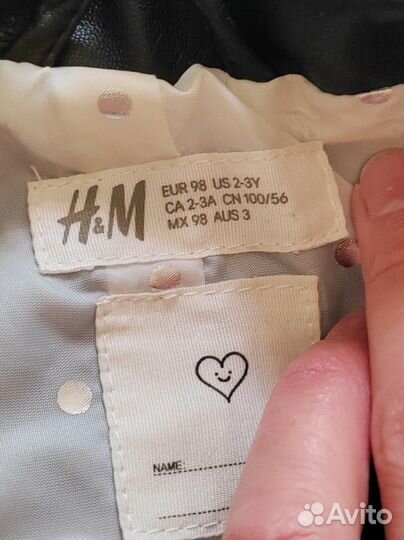 H&M
EUR 98 US 2-3Y
CA 2-3A CN 100/56
MX 98 AUS 3
NAME:
Avito